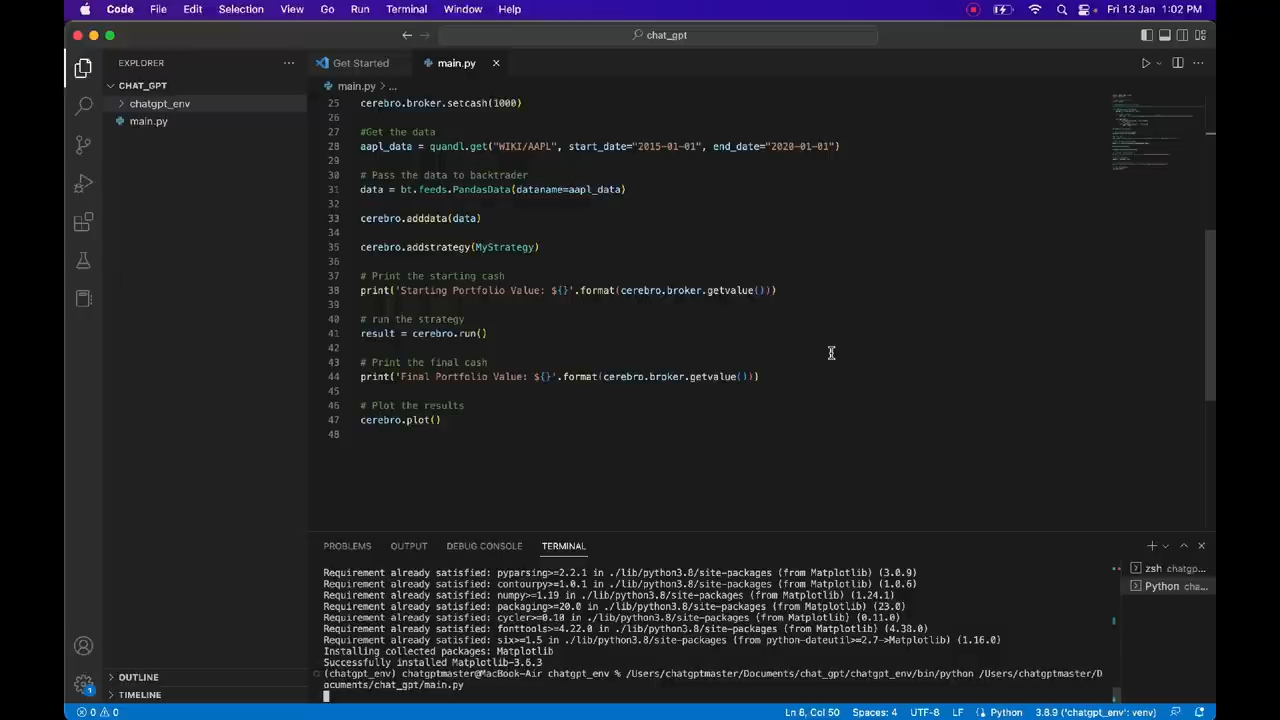 Code File Edit Selection View Go Run Terminal Window Help Fri 13 Jan 1:02 PM
chat_gpt
EXPLORER
Get Started main.py
CHAT_GPT
main.py > ...
chatgpt_env
main.py
25 cerebro.broker.setcash(1000)
26
27 #Get the data
28 aapl_data = quandl.get("WIKI/AAPL", start_date="2015-01-01", end_date="2020-01-01")
29
30 # Pass the data to backtrader
31 data = bt.feeds.PandasData(dataname=aapl_data)
32
33 cerebro.adddata(data)
34
35 cerebro.addstrategy(MyStrategy)
36
37 # Print the starting cash
38 print('Starting Portfolio Value: ${}'.format(cerebro.broker.getvalue()))
39
40 # run the strategy
41 result = cerebro.run()
42
43 # Print the final cash
44 print('Final Portfolio Value: ${}'.format(cerebro.broker.getvalue()))
45
46 # Plot the results
47 cerebro.plot()
48
PROBLEMS OUTPUT DEBUG CONSOLE TERMINAL
Requirement already satisfied: pyparsing>=2.2.1 in ./lib/python3.8/site-packages (from Matplotlib) (3.0.9)
Requirement already satisfied: contourpy>=1.0.1 in ./lib/python3.8/site-packages (from Matplotlib) (1.0.6)
Requirement already satisfied: numpy>=1.19 in ./lib/python3.8/site-packages (from Matplotlib) (1.24.1)
Requirement already satisfied: packaging>=20.0 in ./lib/python3.8/site-packages (from Matplotlib) (23.0)
Requirement already satisfied: cycler>=0.10 in ./lib/python3.8/site-packages (from Matplotlib) (0.11.0)
Requirement already satisfied: fonttools>=4.22.0 in ./lib/python3.8/site-packages (from Matplotlib) (4.38.0)
Requirement already satisfied: six>=1.5 in ./lib/python3.8/site-packages (from python-dateutil>=2.7->Matplotlib) (1.16.0)
Installing collected packages: Matplotlib
Successfully installed Matplotlib-3.6.3
(chatgpt_env) chatgptmaster@MacBook-Air chatgpt_env % /Users/chatgptmaster/Documents/chat_gpt/chatgpt_env/bin/python /Users/chatgptmaster/D
ocuments/chat_gpt/main.py
zsh chatgp...
Python cha...
OUTLINE
TIMELINE
1
0 0 Ln 8, Col 50 Spaces: 4 UTF-8 LF Python 3.8.9 ('chatgpt_env': venv)